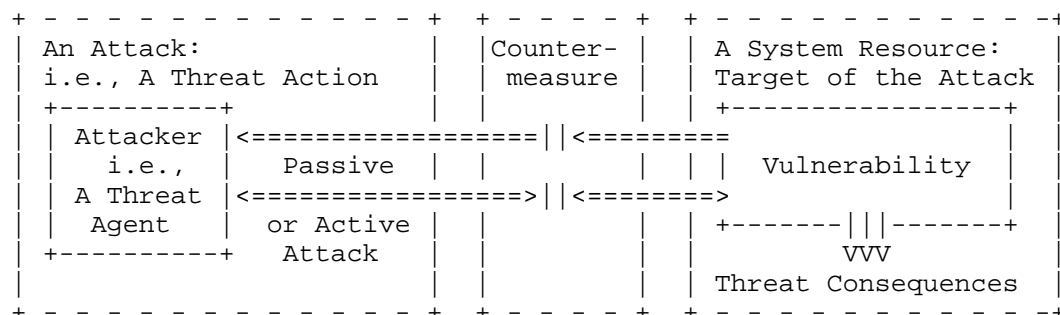 + - - - - - - - - - - - - - +  + - - - - +  + - - - - - - - - - - -+
| An Attack:                |  |Counter- |  | A System Resource:   |
| i.e., A Threat Action     |  | measure |  | Target of the Attack |
| +----------+              |  |         |  | +-----------------+  |
| | Attacker |<==================||<=========                 |  |
| |   i.e.,  |   Passive    |  |         |  | |  Vulnerability  |  |
| | A Threat |<=================>||<========>                 |  |
| |  Agent   |  or Active   |  |         |  | +-------|||-------+  |
| +----------+   Attack     |  |         |  |         VVV          |
|                           |  |         |  | Threat Consequences  |
+ - - - - - - - - - - - - - +  + - - - - +  + - - - - - - - - - - -+